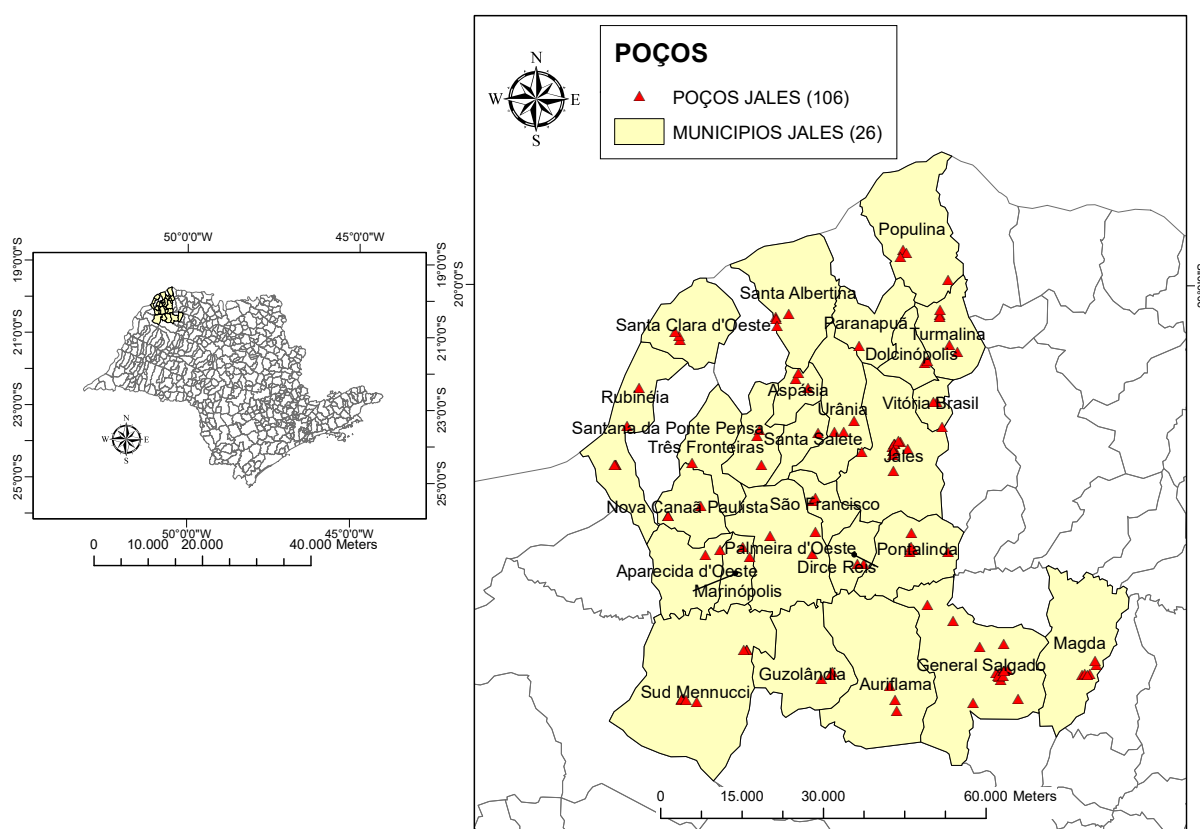 50°0'0"W
45°0'0"W
19°0'0"S
19°0'0"S
21°0'0"S
21°0'0"S
23°0'0"S
23°0'0"S
25°0'0"S
25°0'0"S
N
W
E
S
50°0'0"W
45°0'0"W
0
10.000
20.000
40.000 Meters
N
W
E
S
POÇOS
POÇOS JALES (106)
MUNICIPIOS JALES (26)
20°0'0"S
Populina
Santa Albertina
Santa Clara d'Oeste
Paranapuã
Turmalina
Dolcinópolis
Rubinéia
Aspásia
Urânia
Vitória Brasil
Santana da Ponte Pensa
Três Fronteiras
Santa Salete
Jales
Nova Canaã Paulista
São Francisco
Palmeira d'Oeste
Pontalinda
Aparecida d'Oeste
Dirce Reis
Marinópolis
Magda
General Salgado
Guzolândia
Auriflama
Sud Mennucci
0
15.000
30.000
60.000 Meters